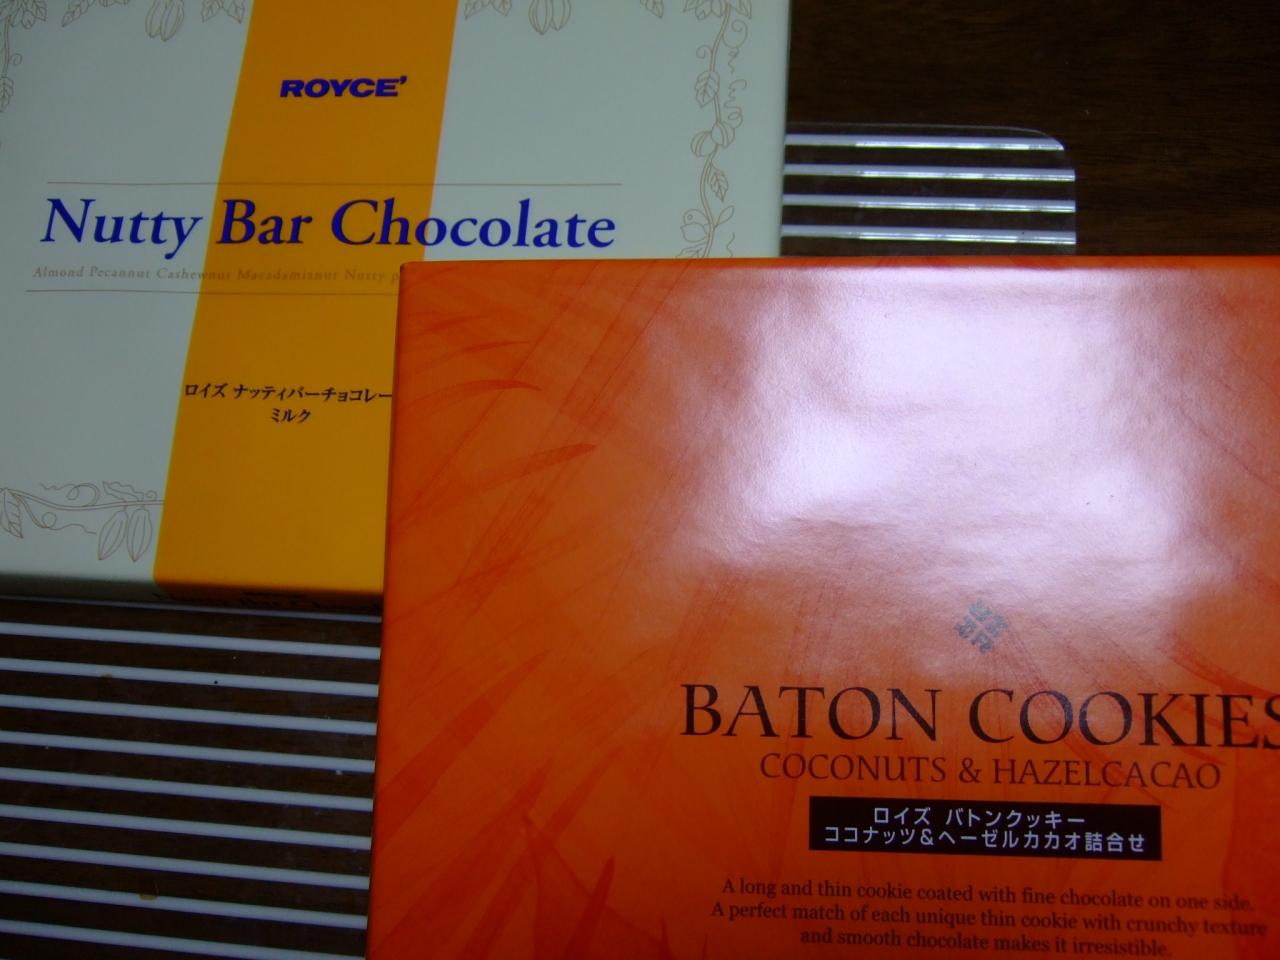 ROYCE'
Nutty Bar Chocolate
Almond Pecannut Cashewnut Macadamianut Nutty
ロイズ ナッティバーチョコレー
ミルク
BATON COOKIES
COCONUTS & HAZELCACAO
ロイズ バトンクッキー
ココナッツ&ヘーゼルカカオ詰合せ
A long and thin cookie coated with fine chocolate on one side.
A perfect match of each unique thin cookie with crunchy texture
and smooth chocolate makes it irresistible.